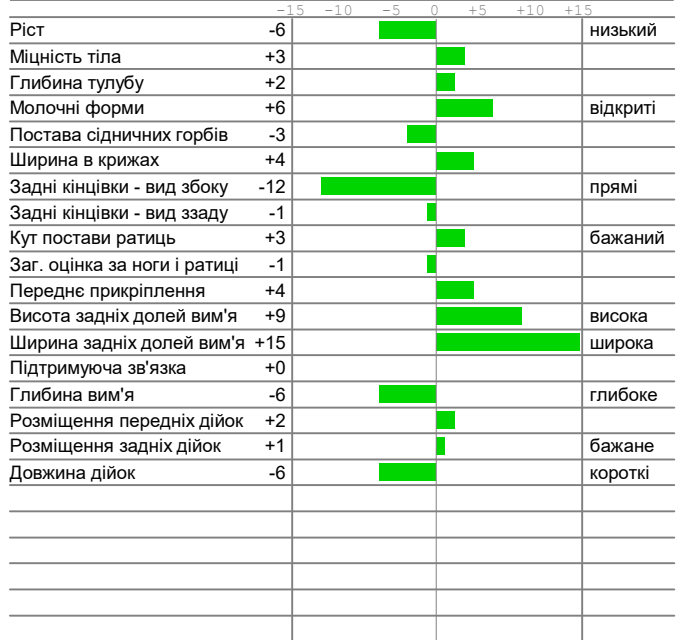 -15 -10 -5 0 +5 +10 +15
Ріст -6 низький
Міцність тіла +3
Глибина тулубу +2
Молочні форми +6 відкриті
Постава сідничних горбів -3
Ширина в крижах +4
Задні кінцівки - вид збоку -12 прямі
Задні кінцівки - вид ззаду -1
Кут постави ратиць +3 бажаний
Заг. оцінка за ноги і ратиці -1
Переднє прикріплення +4
Висота задніх долей вим'я +9 висока
Ширина задніх долей вим'я +15 широка
Підтримуюча зв'язка +0
Глибина вим'я -6 глибоке
Розміщення передніх дійок +2
Розміщення задніх дійок +1 бажане
Довжина дійок -6 короткі